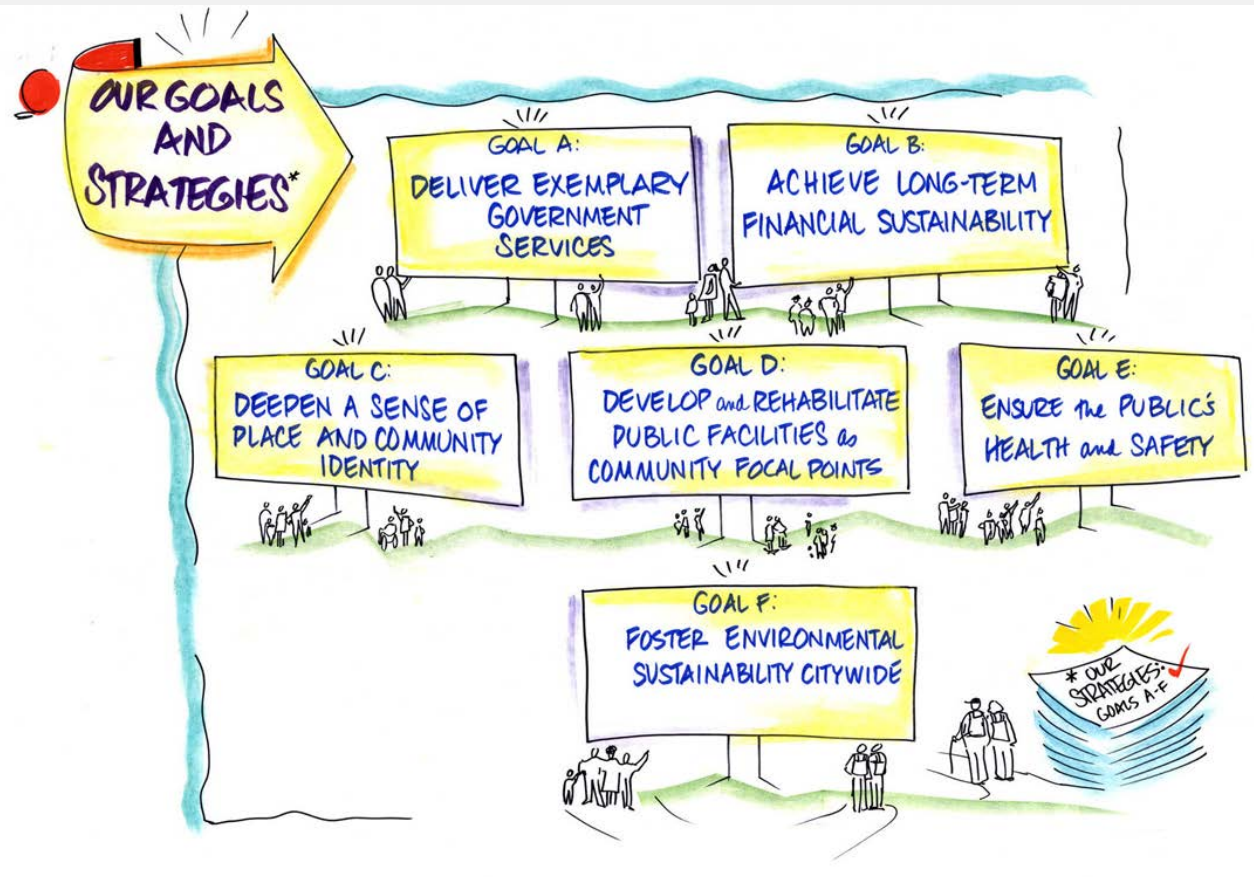 OUR GOALS
AND
STRATEGIES*
GOAL A:
DELIVER EXEMPLARY
GOVERNMENT
SERVICES
GOAL B:
ACHIEVE LONG-TERM
FINANCIAL SUSTAINABILITY
GOAL C:
DEEPEN A SENSE OF
PLACE AND COMMUNITY
IDENTITY
GOAL D:
DEVELOP and REHABILITATE
PUBLIC FACILITIES as
COMMUNITY FOCAL POINTS
GOAL E:
ENSURE the PUBLIC'S
HEALTH and SAFETY
GOAL F:
FOSTER ENVIRONMENTAL
SUSTAINABILITY CITYWIDE
* OUR
STRATEGIES:
GOALS A-F